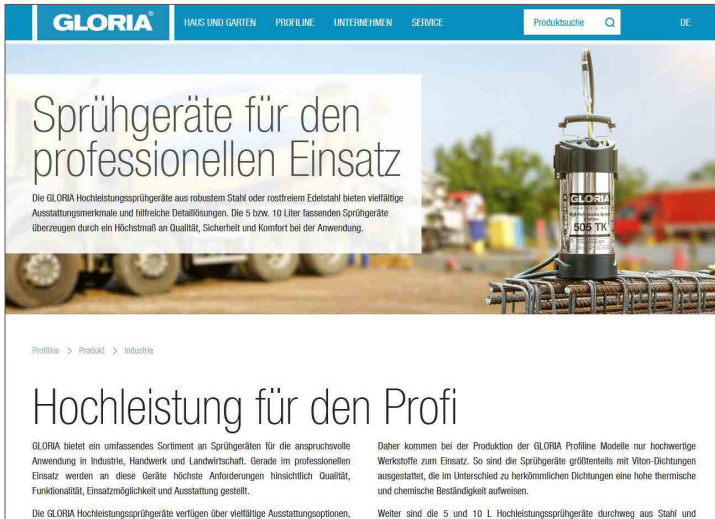 GLORIA®
HAUS UND GARTEN PROFILINE UNTERNEHMEN SERVICE
Produktsuche
DE
Sprühgeräte für den
professionellen Einsatz
Die GLORIA Hochleistungssprühgeräte aus robustem Stahl oder rostfreiem Edelstahl bieten vielfältige
Ausstattungsmerkmale und hilfreiche Detaillösungen. Die 5 bzw. 10 Liter fassenden Sprühgeräte
überzeugen durch ein Höchstmaß an Qualität, Sicherheit und Komfort bei der Anwendung.
GLORIA
505 TK
Profiline > Produkt > Industrie
Hochleistung für den Profi
GLORIA bietet ein umfassendes Sortiment an Sprühgeräten für die anspruchsvolle
Anwendung in Industrie, Handwerk und Landwirtschaft. Gerade im professionellen
Einsatz werden an diese Geräte höchste Anforderungen hinsichtlich Qualität,
Funktionalität, Einsatzmöglichkeit und Ausstattung gestellt.
Die GLORIA Hochleistungssprühgeräte verfügen über vielfältige Ausstattungsoptionen,
Daher kommen bei der Produktion der GLORIA Profiline Modelle nur hochwertige
Werkstoffe zum Einsatz. So sind die Sprühgeräte größtenteils mit Viton-Dichtungen
ausgestattet, die im Unterschied zu herkömmlichen Dichtungen eine hohe thermische
und chemische Beständigkeit aufweisen.
Weiter sind die 5 und 10 L Hochleistungssprühgeräte durchweg aus Stahl und